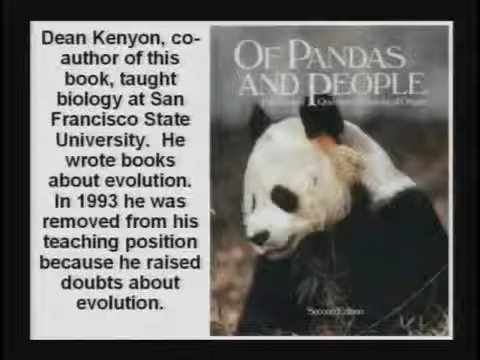 Dean Kenyon, co-
author of this
book, taught
biology at San
Francisco State
University. He
wrote books
about evolution.
In 1993 he was
removed from his
teaching position
because he raised
doubts about
evolution.
OF PANDAS
AND PEOPLE
Second Edition